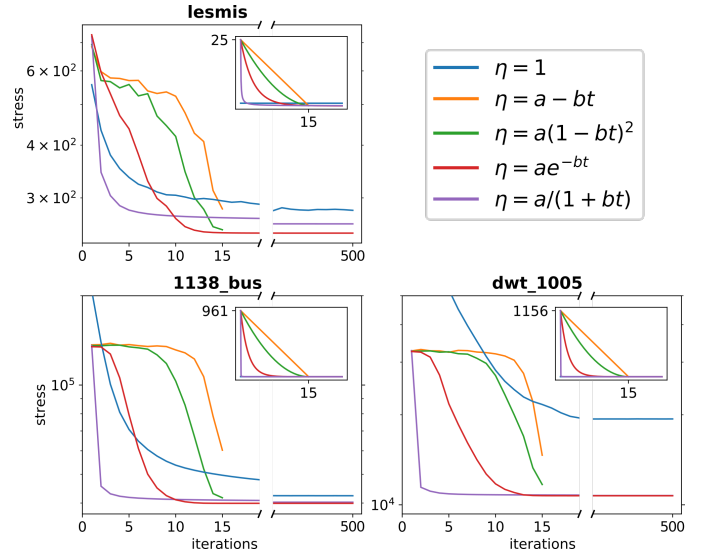 lesmis
stress
6 × 10²
4 × 10²
3 × 10²
25
15
0 5 10 15 500
η = 1
η = a − bt
η = a(1 − bt)²
η = ae^{−bt}
η = a/(1 + bt)
1138_bus
stress
10⁵
961
15
0 5 10 15 500
iterations
dwt_1005
10⁴
1156
15
0 5 10 15 500
iterations